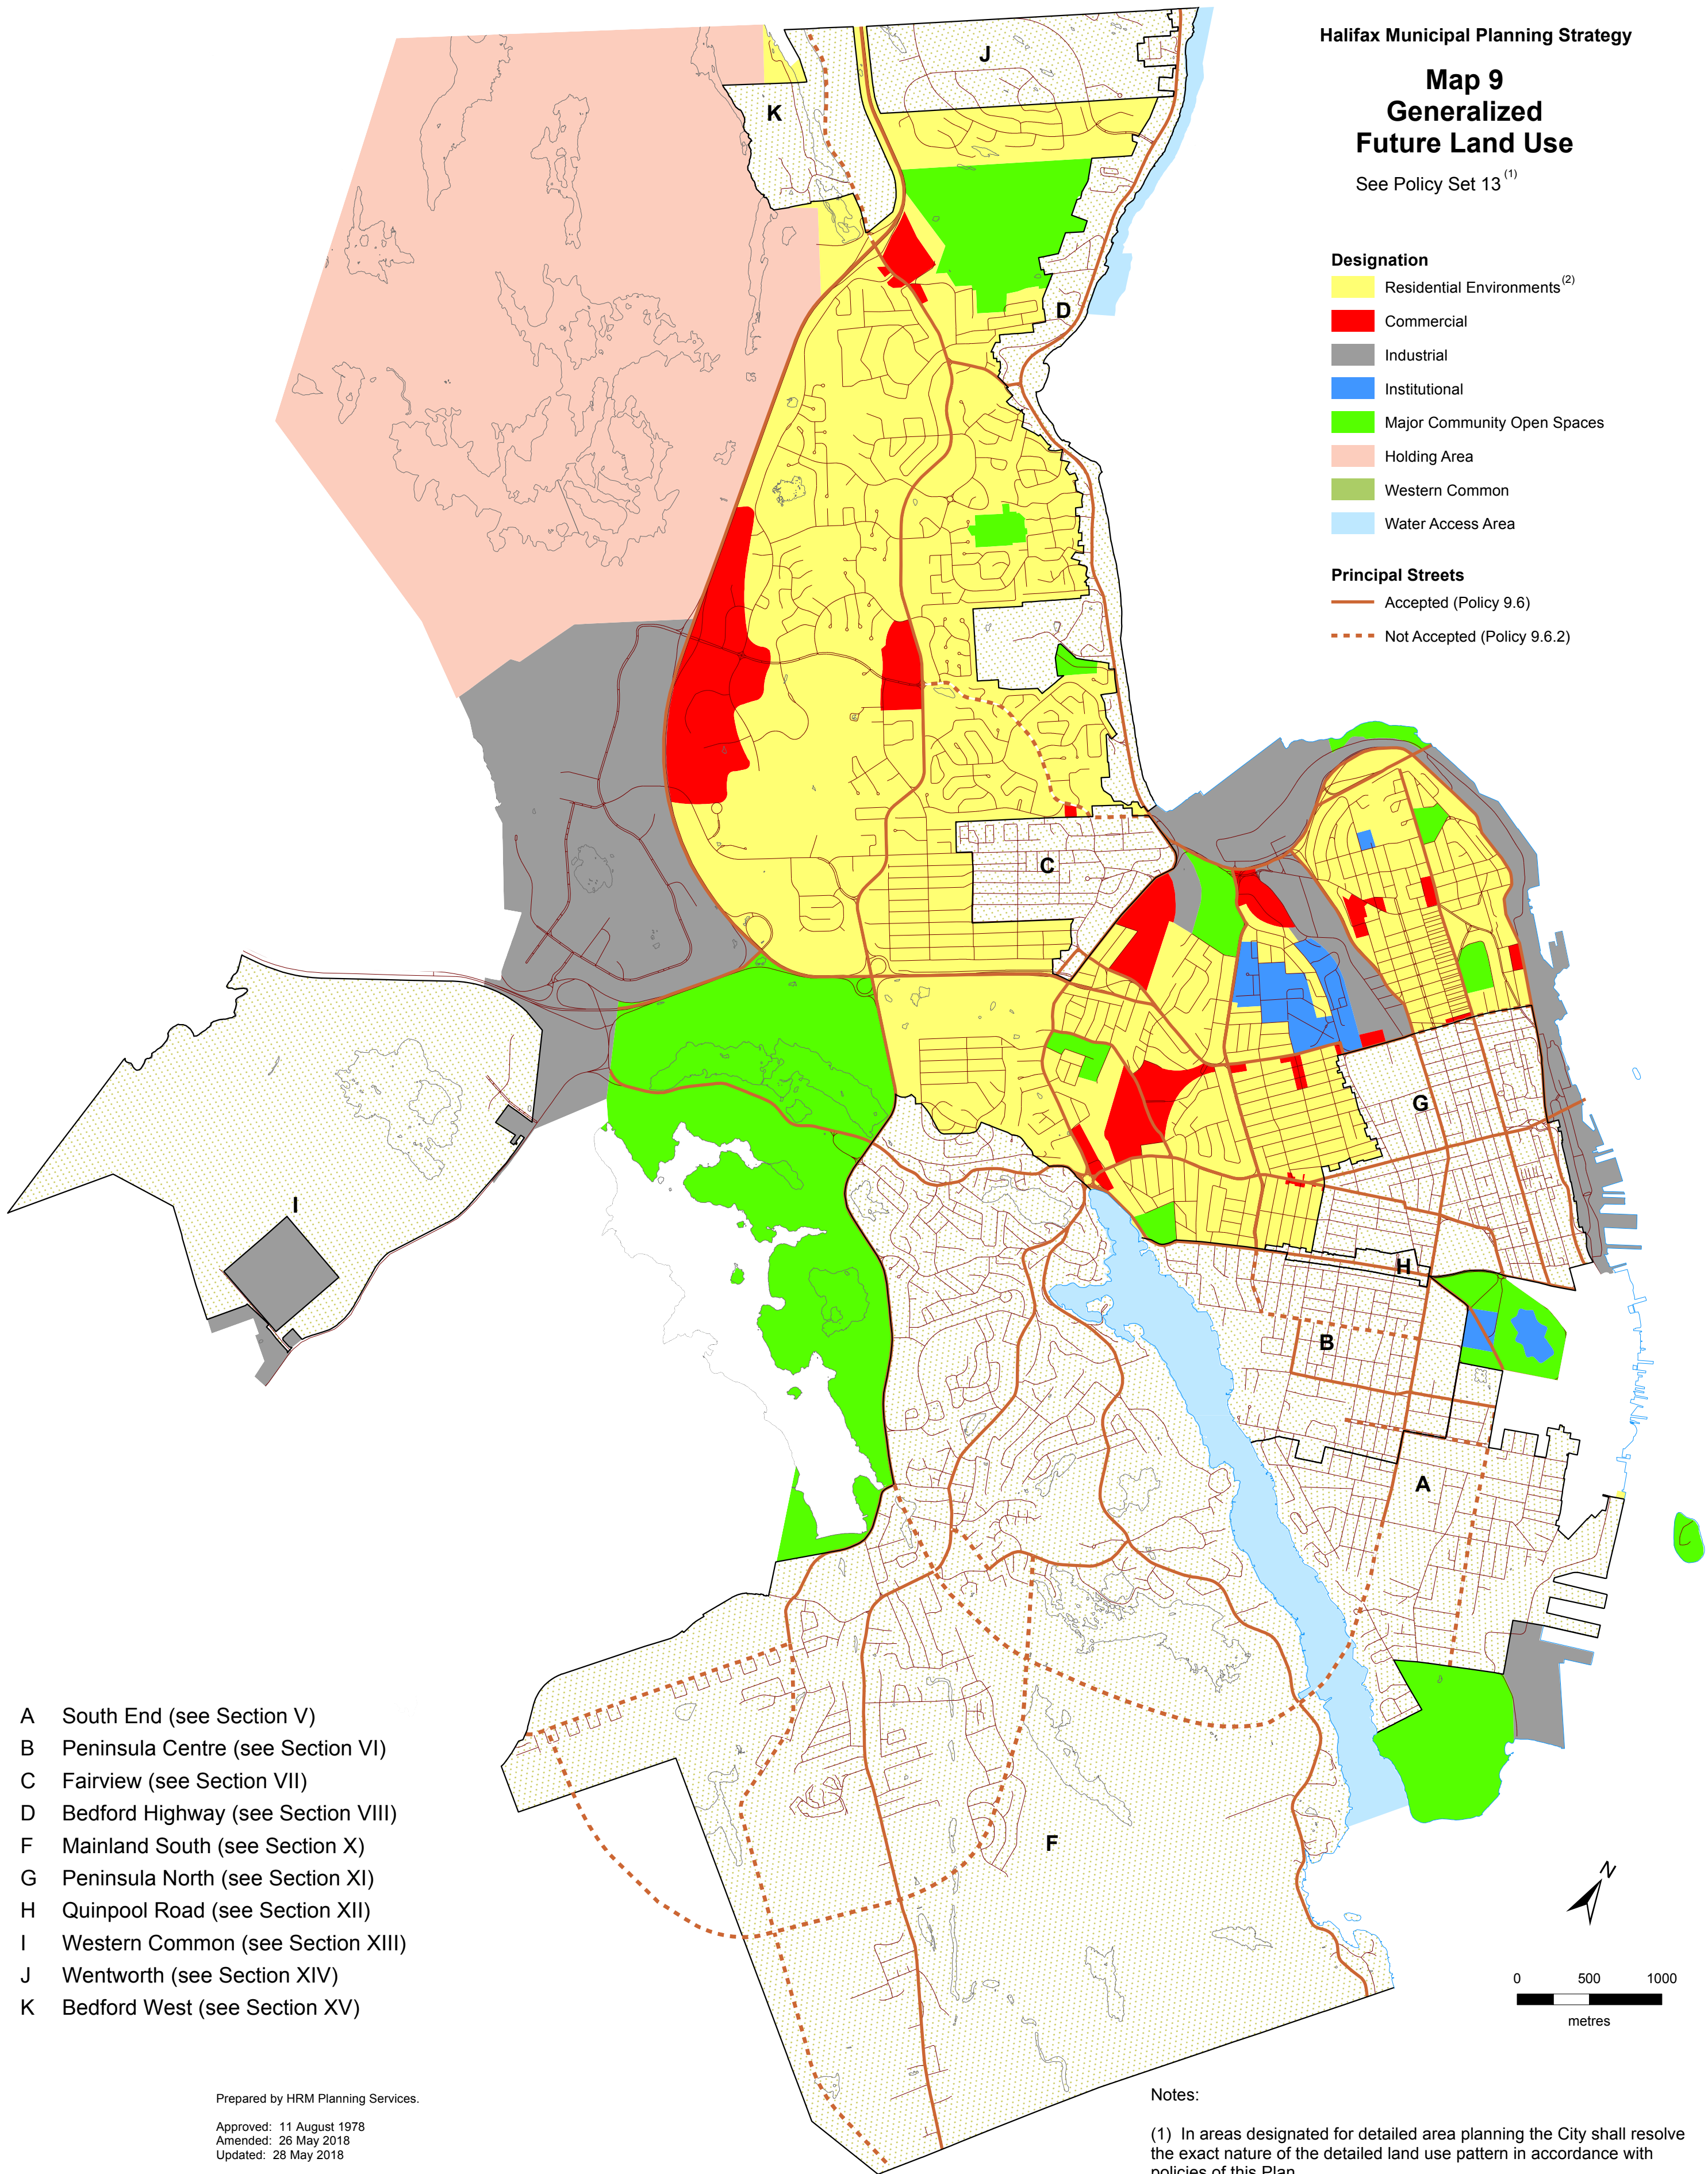 Halifax Municipal Planning Strategy
Map 9
Generalized
Future Land Use
See Policy Set 13 (1)
Designation
Residential Environments (2)
Commercial
Industrial
Institutional
Major Community Open Spaces
Holding Area
Western Common
Water Access Area
Principal Streets
Accepted (Policy 9.6)
Not Accepted (Policy 9.6.2)
J
K
D
C
G
I
H
B
A
F
A South End (see Section V)
B Peninsula Centre (see Section VI)
C Fairview (see Section VII)
D Bedford Highway (see Section VIII)
F Mainland South (see Section X)
G Peninsula North (see Section XI)
H Quinpool Road (see Section XII)
I Western Common (see Section XIII)
J Wentworth (see Section XIV)
K Bedford West (see Section XV)
N
0 500 1000
metres
Prepared by HRM Planning Services.
Approved: 11 August 1978
Amended: 26 May 2018
Updated: 28 May 2018
Notes:
(1) In areas designated for detailed area planning the City shall resolve
the exact nature of the detailed land use pattern in accordance with
policies of this Plan